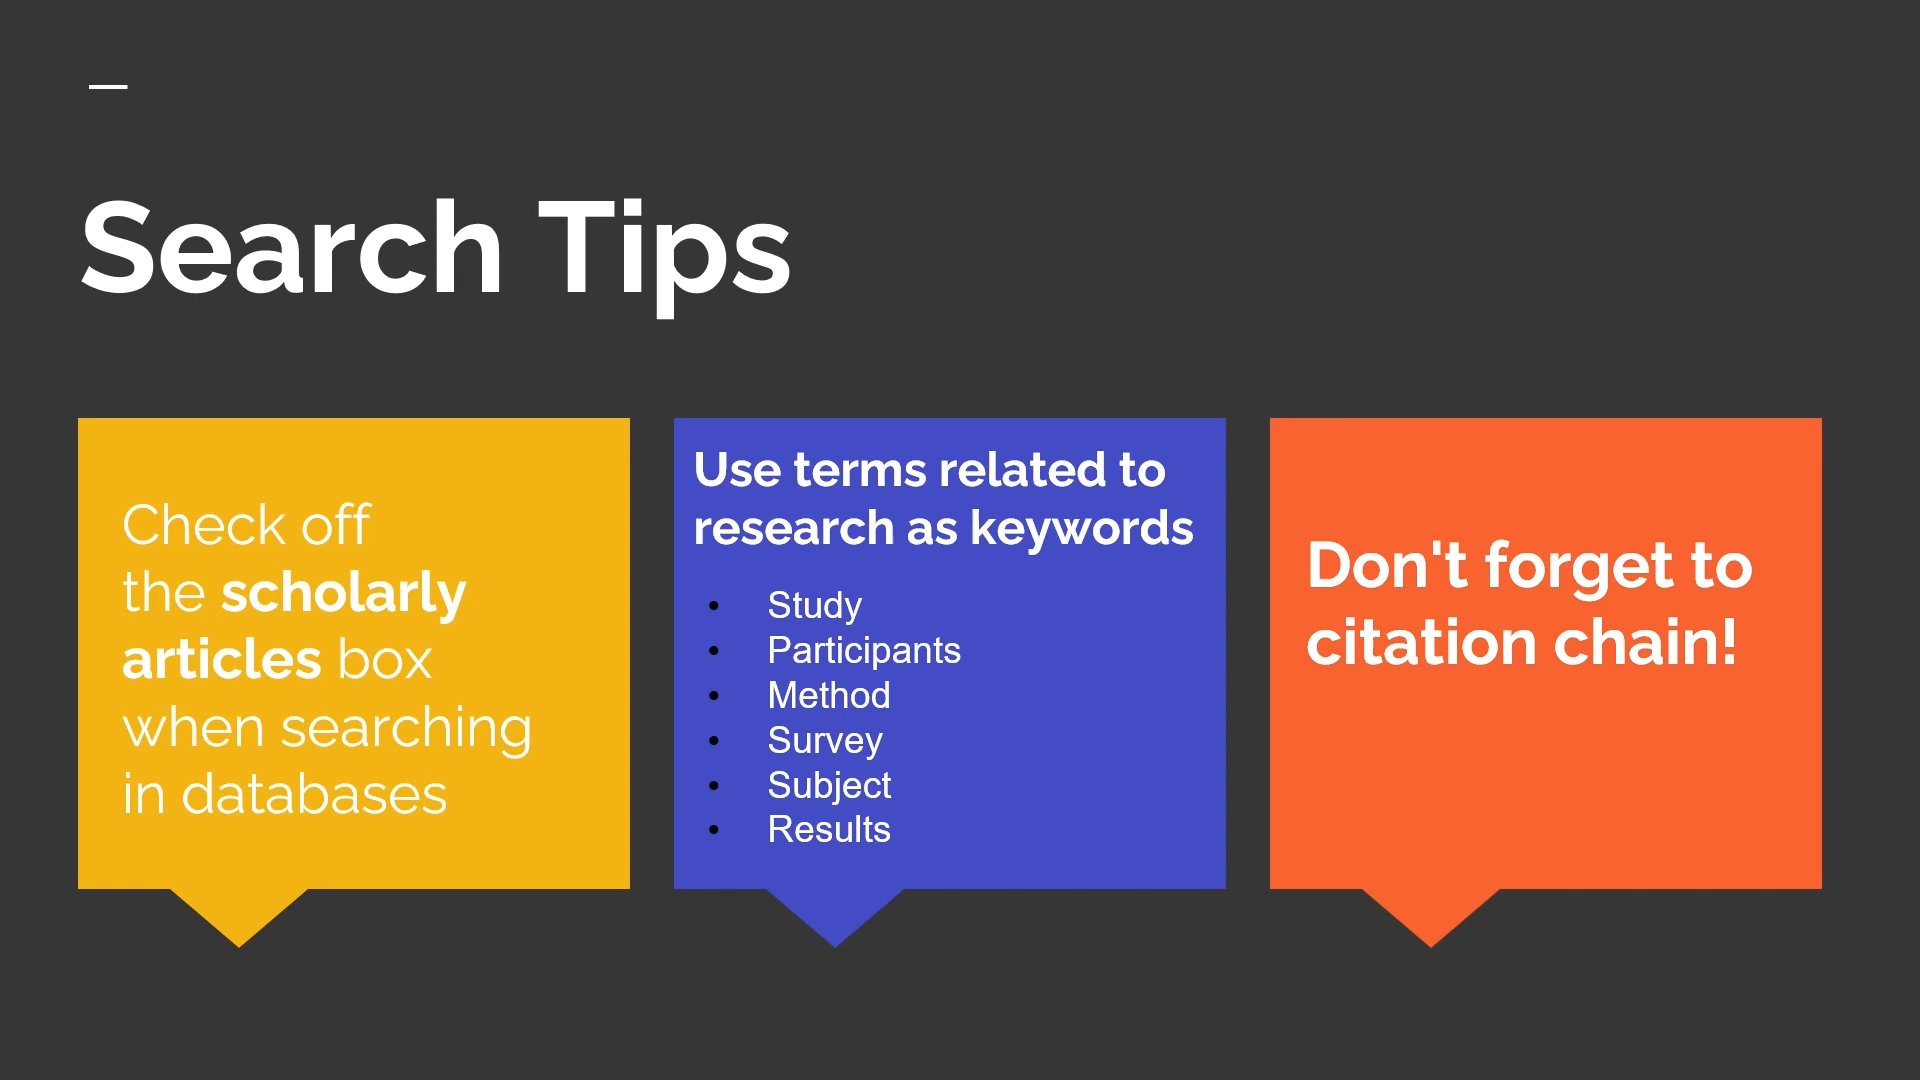 Search Tips
Check off
the scholarly
articles box
when searching
in databases
Use terms related to
research as keywords
• Study
• Participants
• Method
• Survey
• Subject
• Results
Don't forget to
citation chain!